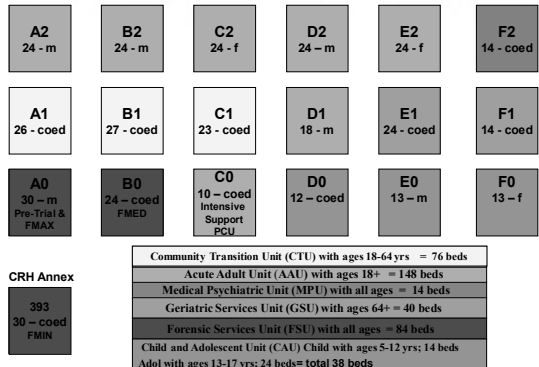 A2
24 - m
B2
24 - m
C2
24 - f
D2
24 – m
E2
24 - f
F2
14 - coed
A1
26 - coed
B1
27 - coed
C1
23 - coed
D1
18 - m
E1
24 - coed
F1
14 - coed
A0
30 – m
Pre-Trial &
FMAX
B0
24 – coed
FMED
C0
10 – coed
Intensive
Support
PCU
D0
12 – coed
E0
13 – m
F0
13 – f
Community Transition Unit (CTU) with ages 18-64 yrs = 76 beds
Acute Adult Unit (AAU) with ages 18+ = 148 beds
Medical Psychiatric Unit (MPU) with all ages = 14 beds
Geriatric Services Unit (GSU) with ages 64+ = 40 beds
Forensic Services Unit (FSU) with all ages = 84 beds
Child and Adolescent Unit (CAU) Child with ages 5-12 yrs; 14 beds
Adol with ages 13-17 yrs; 24 beds= total 38 beds
CRH Annex
393
30 – coed
FMIN